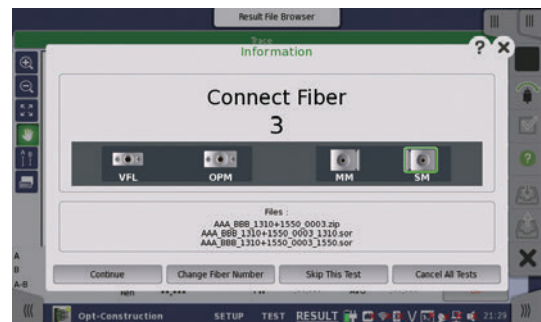 Result File Browser
Trace
Information
Connect Fiber
3
VFL OPM MM SM
Files :
AAA_BBB_1310+1550_0003.zip
AAA_BBB_1310+1550_0003_1310.sor
AAA_BBB_1310+1550_0003_1550.sor
Continue Change Fiber Number Skip This Test Cancel All Tests
A
B
A-B
Opt-Construction SETUP TEST RESULT 21:29